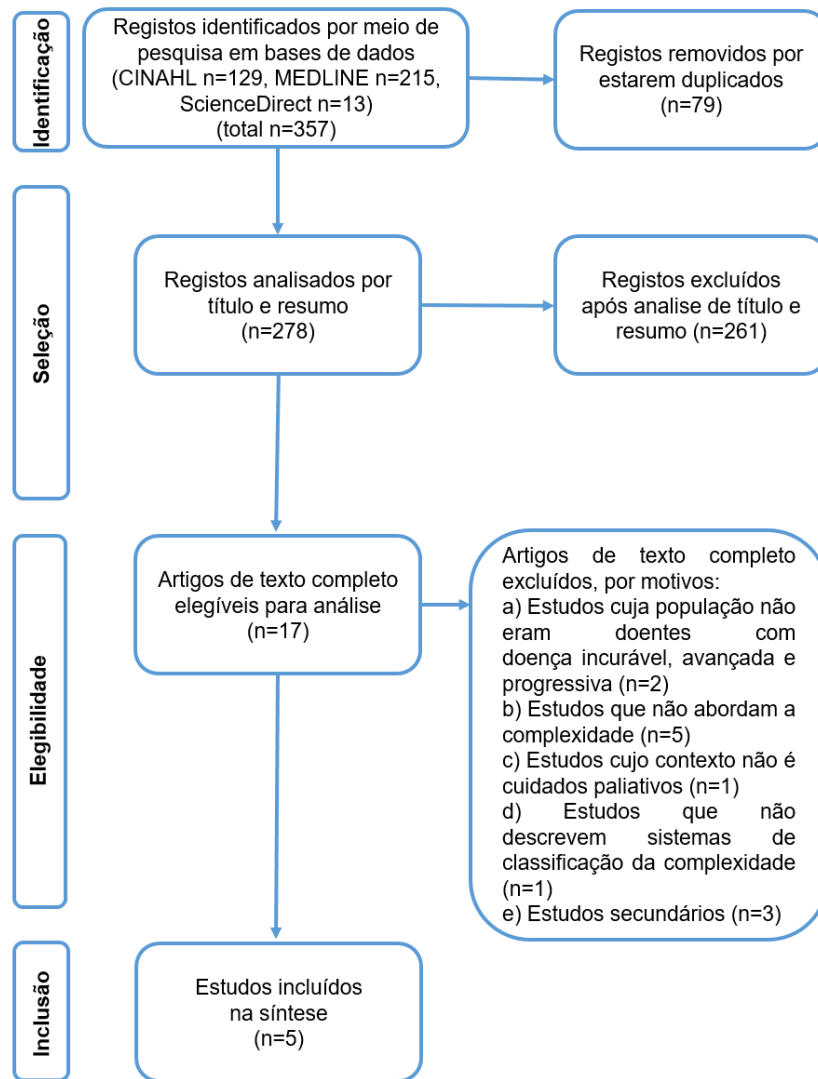 Identificação
Registos identificados por meio de
pesquisa em bases de dados
(CINAHL n=129, MEDLINE n=215,
ScienceDirect n=13)
(total n=357)
Registos removidos por
estarem duplicados
(n=79)
Seleção
Registos analisados por
título e resumo
(n=278)
Registos excluídos
após analise de título e
resumo (n=261)
Elegibilidade
Artigos de texto completo
elegíveis para análise
(n=17)
Artigos de texto completo
excluídos, por motivos:
a) Estudos cuja população não
eram doentes com
doença incurável, avançada e
progressiva (n=2)
b) Estudos que não abordam a
complexidade (n=5)
c) Estudos cujo contexto não é
cuidados paliativos (n=1)
d) Estudos que não
descrevem sistemas de
classificação da complexidade
(n=1)
e) Estudos secundários (n=3)
Inclusão
Estudos incluídos
na síntese
(n=5)